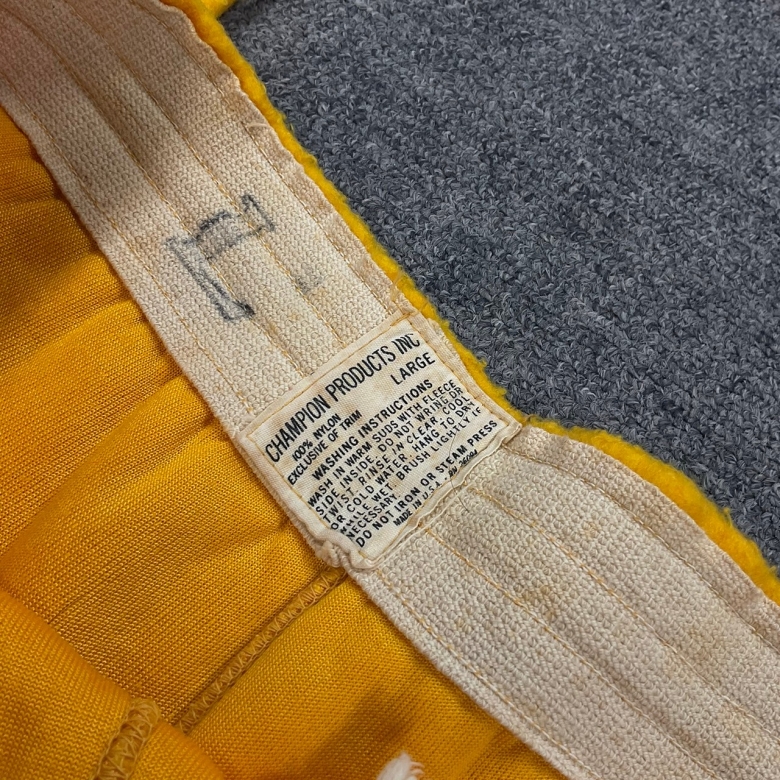 CHAMPION PRODUCTS INC
LARGE
100% NYLON
EXCLUSIVE OF TRIM
WASHING INSTRUCTIONS
WASH IN WARM SUDS WITH FLEECE
SIDE INSIDE. DO NOT WRING OR
TWIST. RINSE IN CLEAR, COOL
OR COLD WATER. HANG TO DRY.
WHILE WET, BRUSH LIGHTLY IF
NECESSARY.
DO NOT IRON OR STEAM PRESS
MADE IN U.S.A. RN